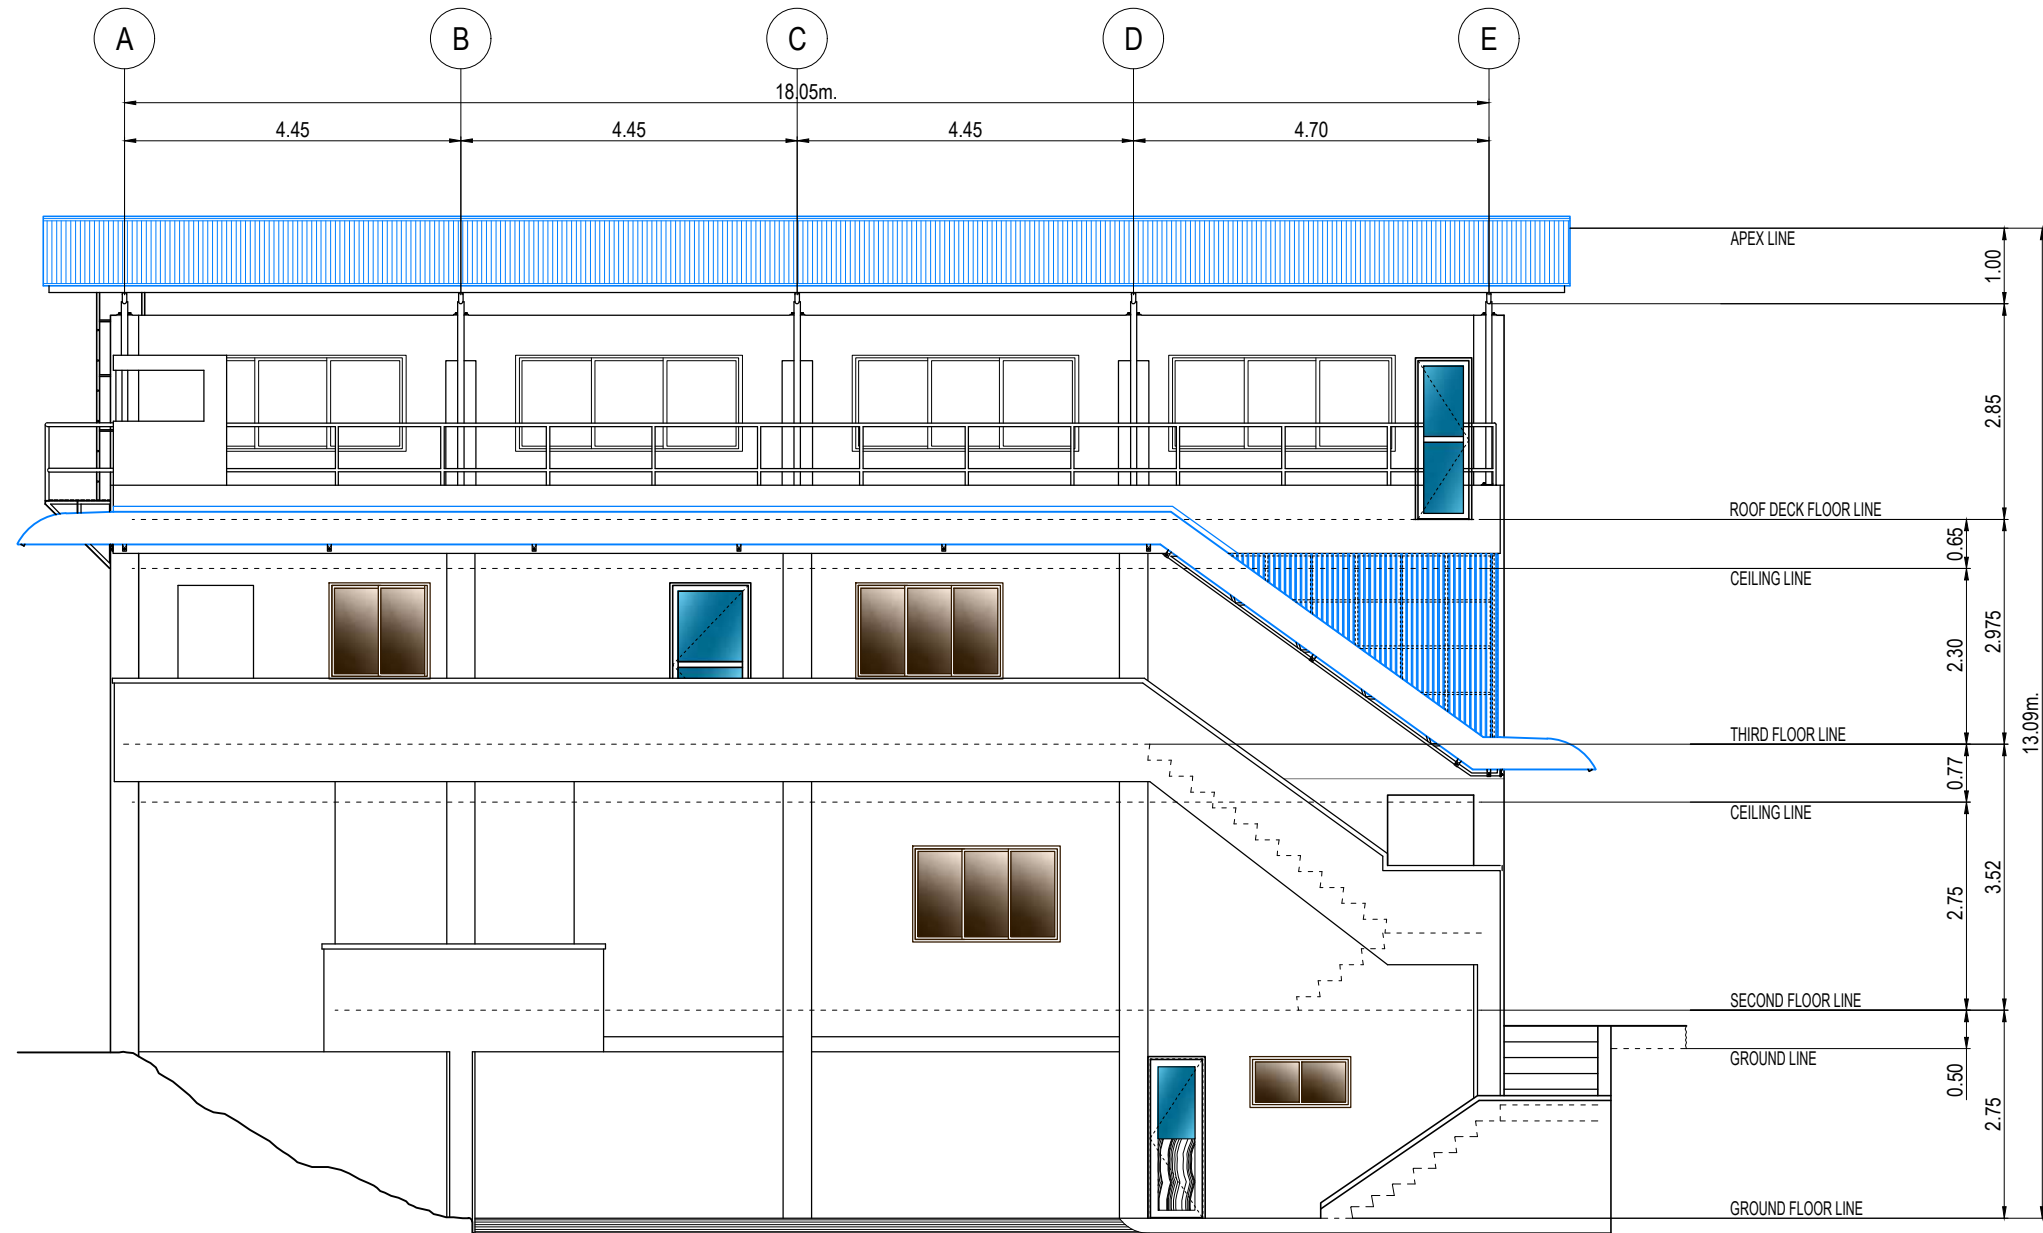 A B C D E
18.05m.
4.45 4.45 4.45 4.70
APEX LINE
1.00
2.85
ROOF DECK FLOOR LINE
0.65
CEILING LINE
2.30
2.975
THIRD FLOOR LINE
13.09m.
0.77
CEILING LINE
2.75
3.52
SECOND FLOOR LINE
GROUND LINE
0.50
2.75
GROUND FLOOR LINE